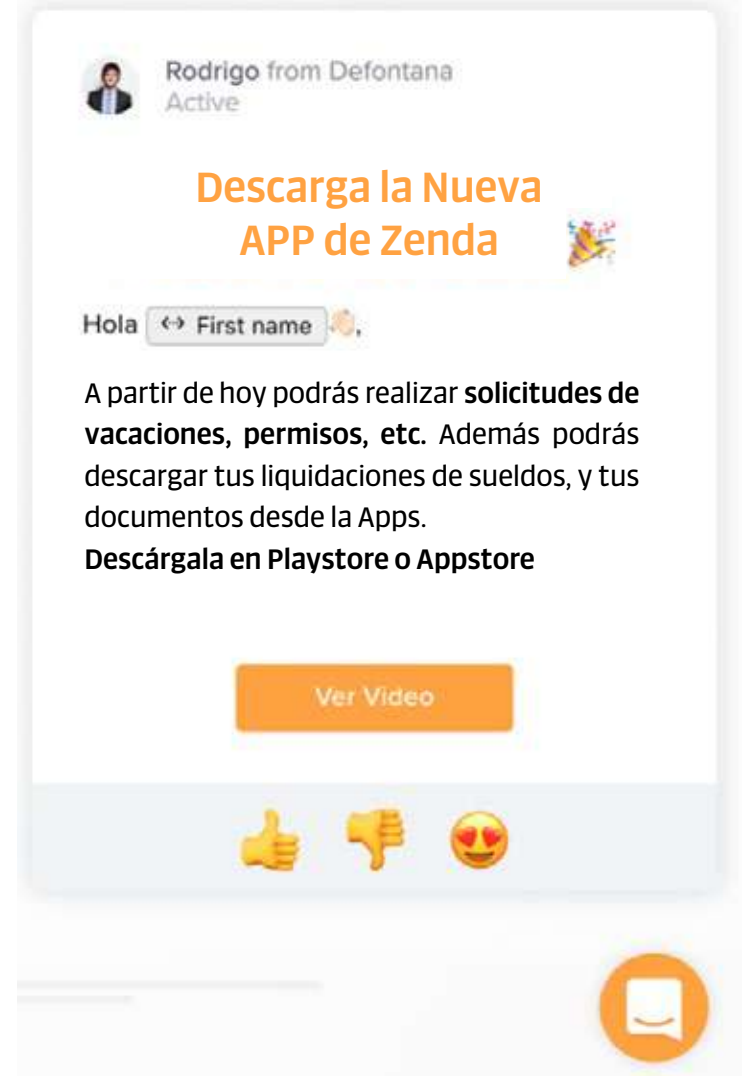 Rodrigo from Defontana
Active
Descarga la Nueva
APP de Zenda 🎉
Hola ↔ First name 👋🏻,
A partir de hoy podrás realizar solicitudes de
vacaciones, permisos, etc. Además podrás
descargar tus liquidaciones de sueldos, y tus
documentos desde la Apps.
Descárgala en Playstore o Appstore
Ver Video